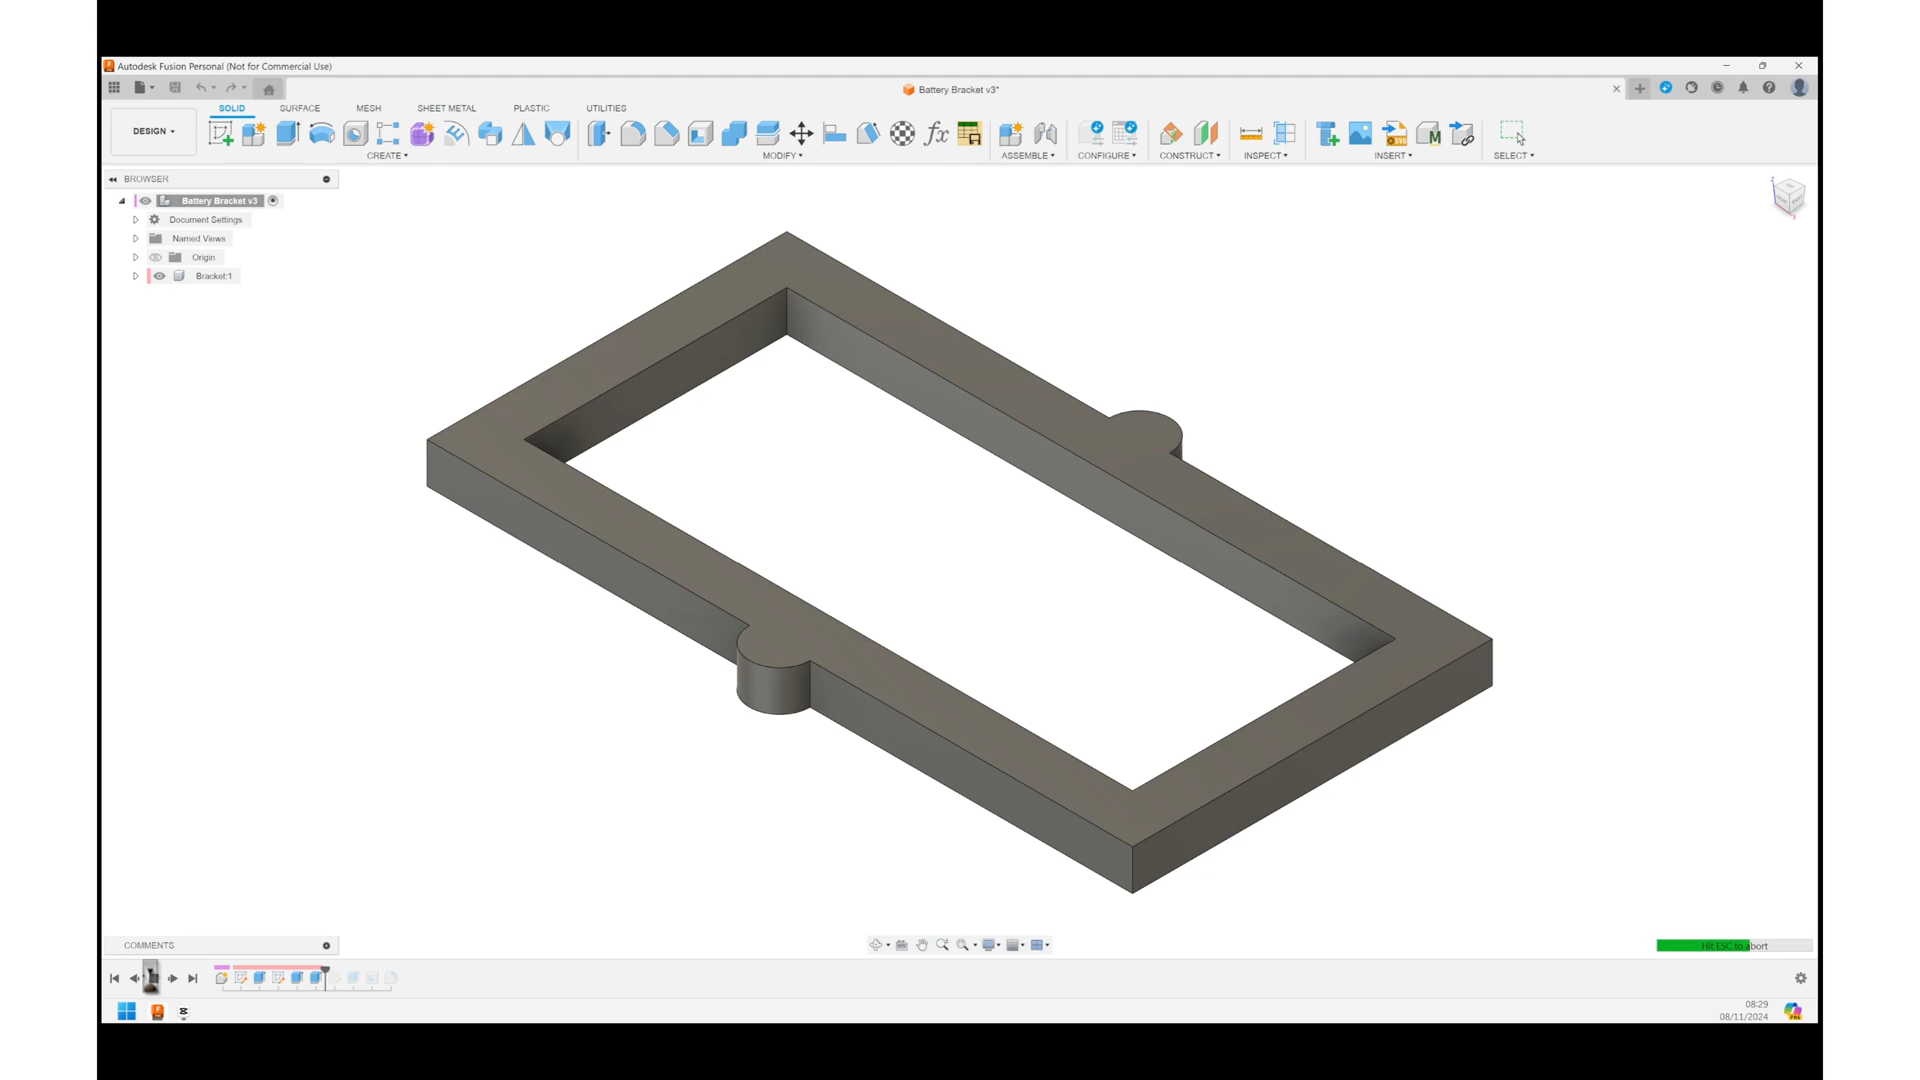 Autodesk Fusion Personal (Not for Commercial Use)
Battery Bracket v3*
SOLID SURFACE MESH SHEET METAL PLASTIC UTILITIES
DESIGN
CREATE MODIFY ASSEMBLE CONFIGURE CONSTRUCT INSPECT INSERT SELECT
BROWSER
Battery Bracket v3
Document Settings
Named Views
Origin
Bracket:1
COMMENTS
Hit ESC to abort
08:29
08/11/2024